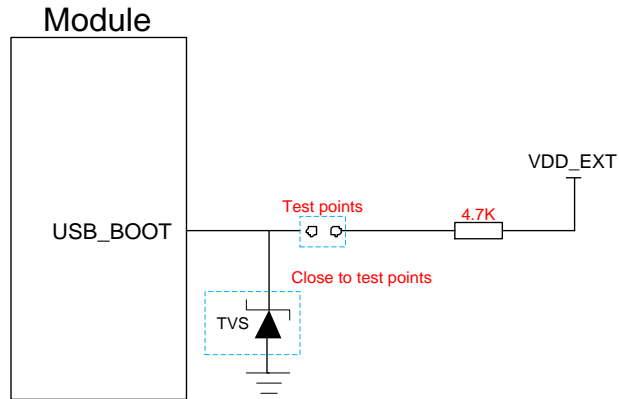 Module
VDD_EXT
Test points
4.7K
USB_BOOT
Close to test points
TVS